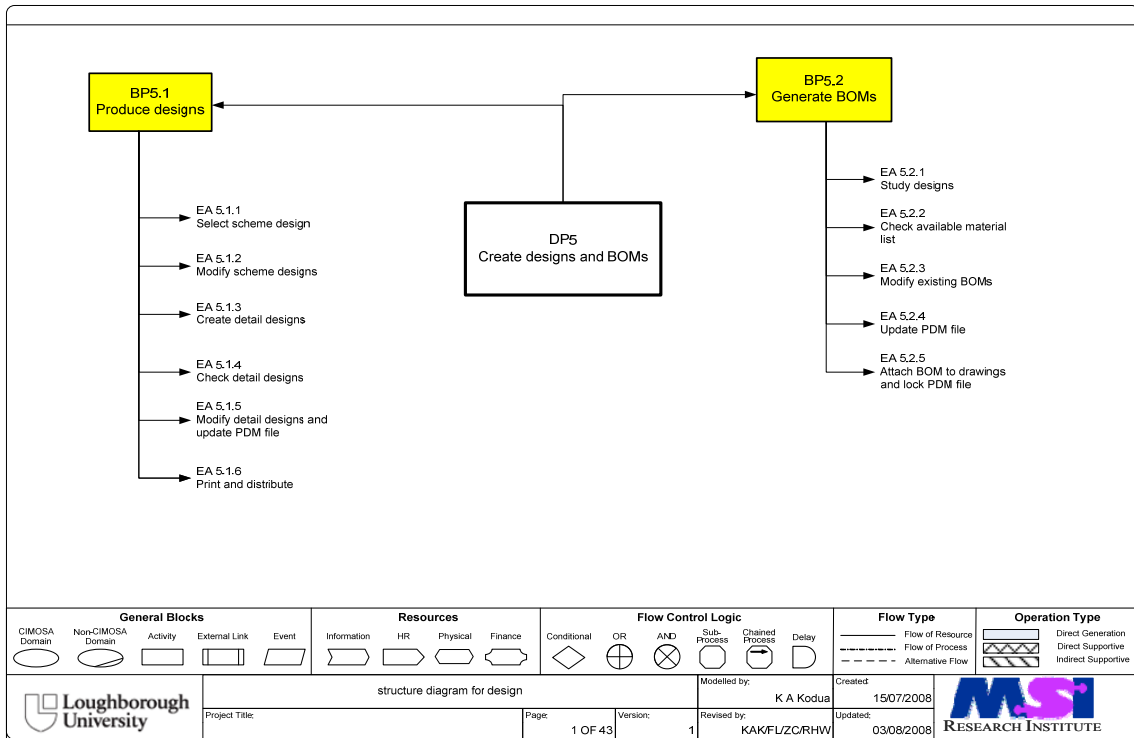 BP5.1
Produce designs
BP5.2
Generate BOMs
DP5
Create designs and BOMs
EA 5.1.1
Select scheme design
EA 5.1.2
Modify scheme designs
EA 5.1.3
Create detail designs
EA 5.1.4
Check detail designs
EA 5.1.5
Modify detail designs and
update PDM file
EA 5.1.6
Print and distribute
EA 5.2.1
Study designs
EA 5.2.2
Check available material
list
EA 5.2.3
Modify existing BOMs
EA 5.2.4
Update PDM file
EA 5.2.5
Attach BOM to drawings
and lock PDM file
General Blocks
CIMOSA
Domain
Non-CIMOSA
Domain
Activity
External Link
Event
Resources
Information
HR
Physical
Finance
Flow Control Logic
Conditional
OR
AND
Sub-
Process
Chained
Process
Delay
Flow Type
Flow of Resource
Flow of Process
Alternative Flow
Operation Type
Direct Generation
Direct Supportive
Indirect Supportive
Loughborough
University
structure diagram for design
Project Title:
Page:
1 OF 43
Version:
1
Modelled by:
K A Kodua
Created:
15/07/2008
Revised by:
KAK/FL/ZC/RHW
Updated:
03/08/2008
MSI
RESEARCH INSTITUTE